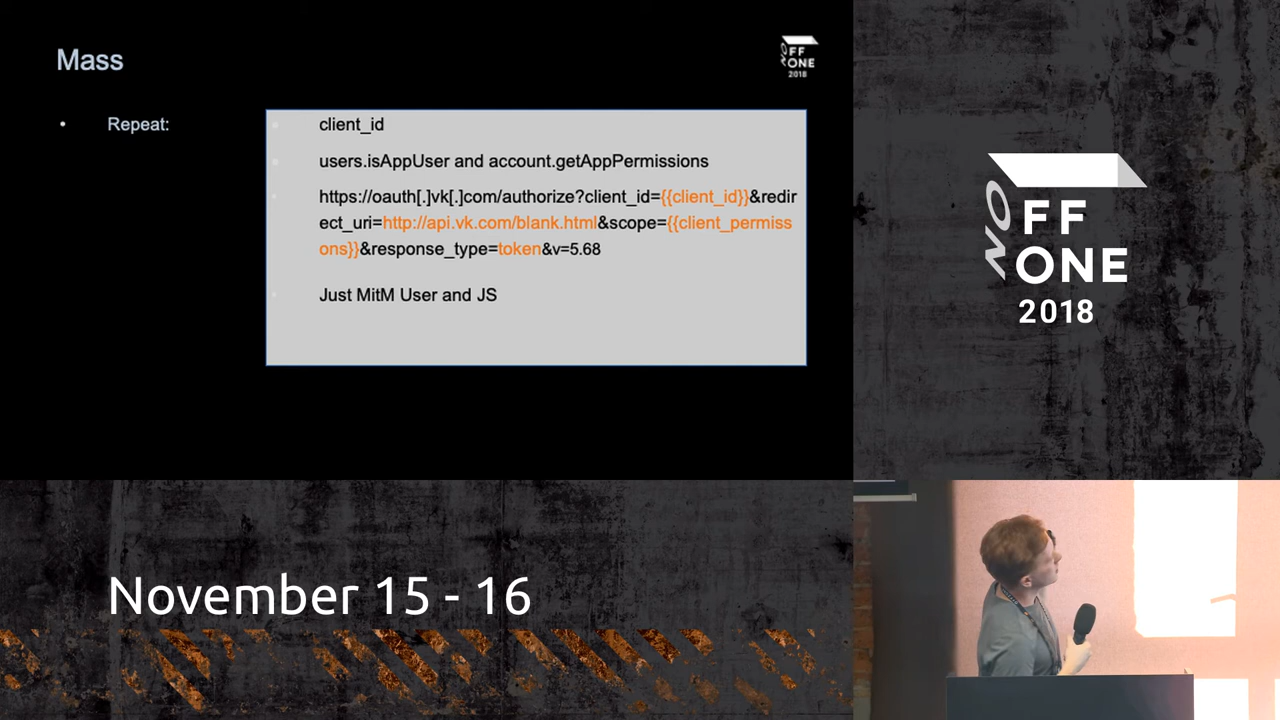 Mass
OFF
ONE
2018
• Repeat:
client_id
users.isAppUser and account.getAppPermissions
https://oauth[.]vk[.]com/authorize?client_id={{client_id}}&redir
ect_uri=http://api.vk.com/blank.html&scope={{client_permiss
ons}}&response_type=token&v=5.68
Just MitM User and JS
NO
FF
ONE
2018
November 15 - 16